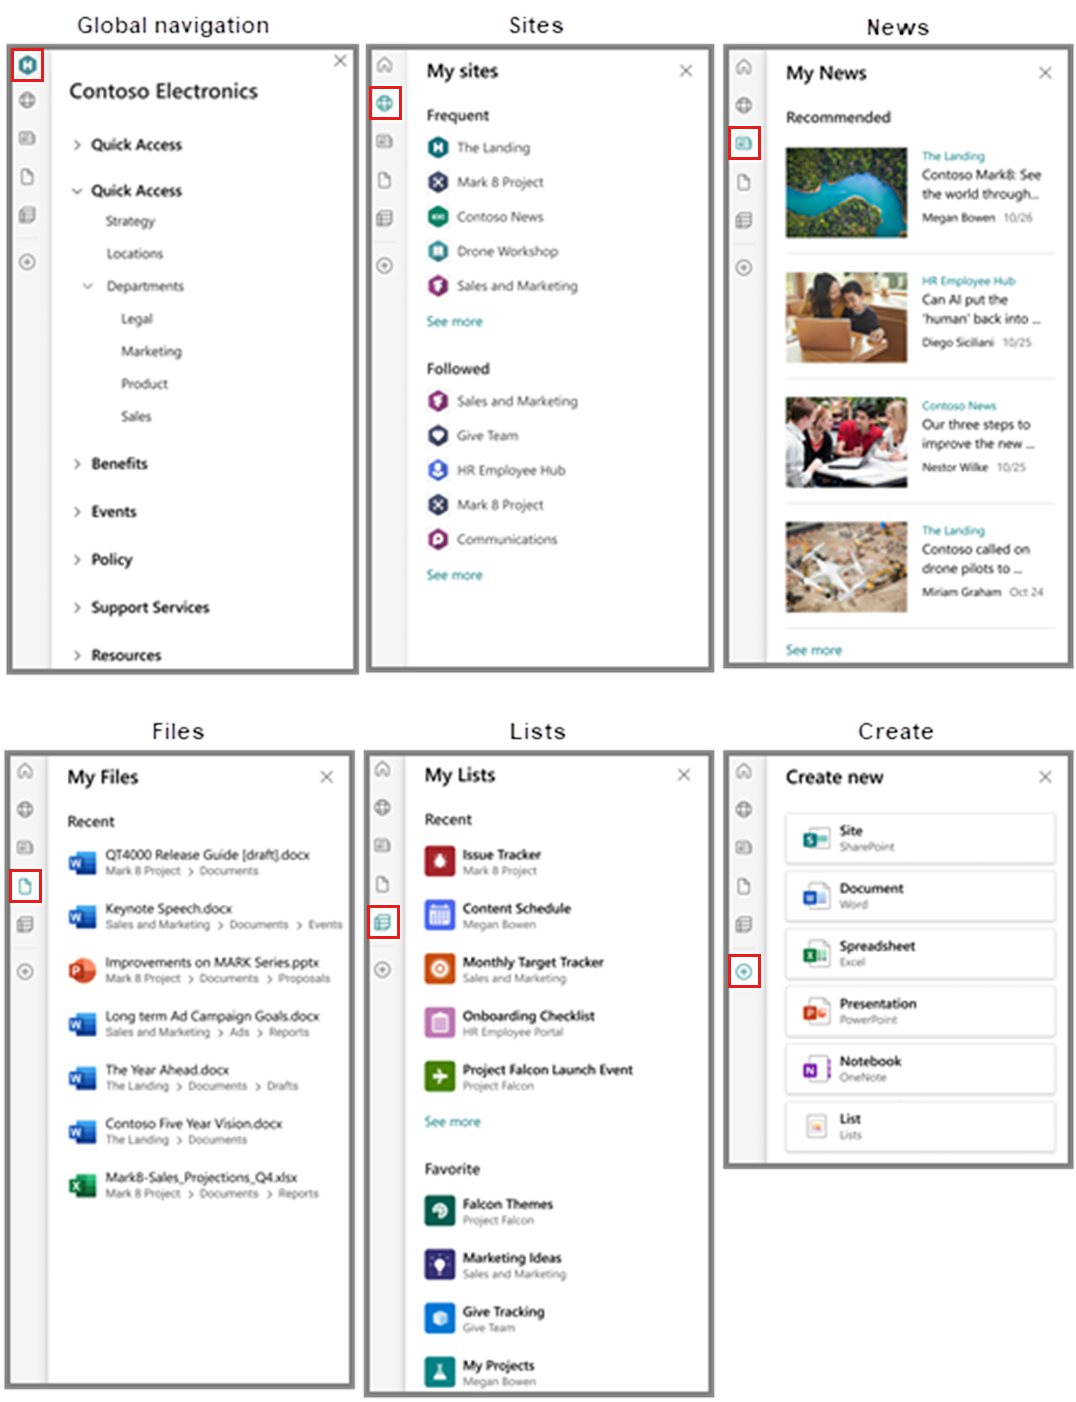 Global navigation
Contoso Electronics
Quick Access
Quick Access
Strategy
Locations
Departments
Legal
Marketing
Product
Sales
Benefits
Events
Policy
Support Services
Resources
Sites
My sites
Frequent
The Landing
Mark 8 Project
NEWS Contoso News
Drone Workshop
Sales and Marketing
See more
Followed
Sales and Marketing
Give Team
HR Employee Hub
Mark 8 Project
Communications
See more
News
My News
Recommended
The Landing
Contoso Mark8: See
the world through...
Megan Bowen 10/26
HR Employee Hub
Can AI put the
'human' back into ...
Diego Siciliani 10/25
Contoso News
Our three steps to
improve the new ...
Nestor Wilke 10/25
The Landing
Contoso called on
drone pilots to ...
Miriam Graham Oct 24
See more
Files
My Files
Recent
QT4000 Release Guide [draft].docx
Mark 8 Project > Documents
Keynote Speech.docx
Sales and Marketing > Documents > Events
Improvements on MARK Series.pptx
Mark 8 Project > Documents > Proposals
Long term Ad Campaign Goals.docx
Sales and Marketing > Ads > Reports
The Year Ahead.docx
The Landing > Documents > Drafts
Contoso Five Year Vision.docx
The Landing > Documents
Mark8-Sales_Projections_Q4.xlsx
Mark 8 Project > Documents > Reports
Lists
My Lists
Recent
Issue Tracker
Mark 8 Project
Content Schedule
Megan Bowen
Monthly Target Tracker
Sales and Marketing
Onboarding Checklist
HR Employee Portal
Project Falcon Launch Event
Project Falcon
See more
Favorite
Falcon Themes
Project Falcon
Marketing Ideas
Sales and Marketing
Give Tracking
Give Team
My Projects
Megan Bowen
Create
Create new
Site
SharePoint
Document
Word
Spreadsheet
Excel
Presentation
PowerPoint
Notebook
OneNote
List
Lists